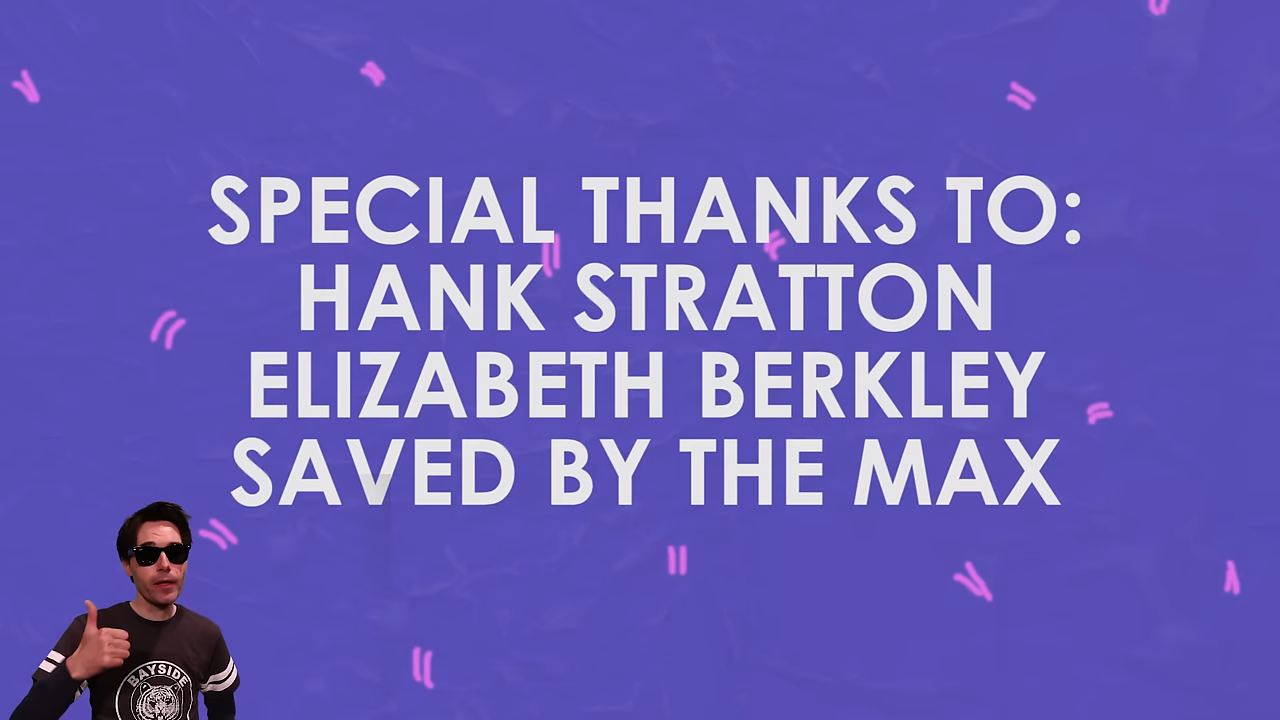 SPECIAL THANKS TO:
HANK STRATTON
ELIZABETH BERKLEY
SAVED BY THE MAX
BAYSIDE